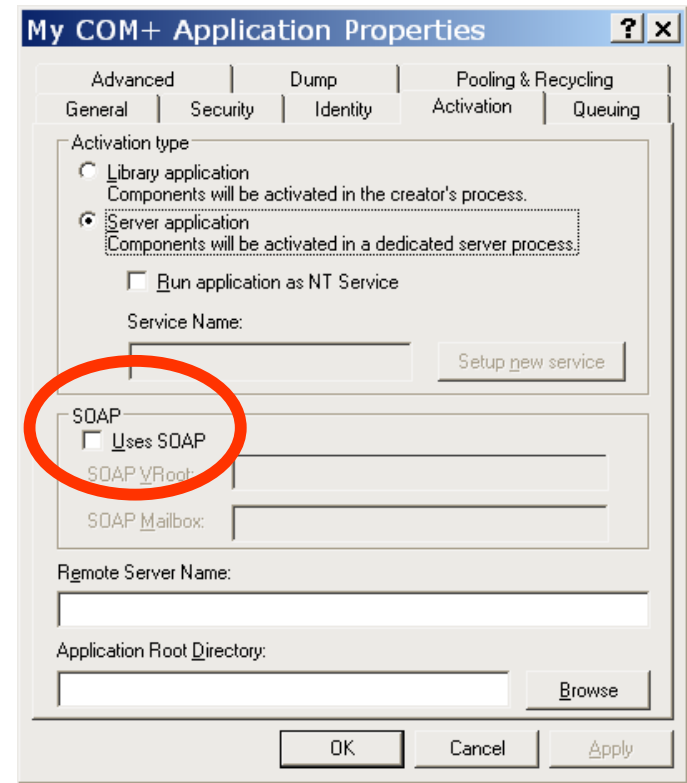 My COM+ Application Properties
Advanced Dump Pooling & Recycling
General Security Identity Activation Queuing
Activation type
Library application
Components will be activated in the creator's process.
Server application
Components will be activated in a dedicated server process.
Run application as NT Service
Service Name:
Setup new service
SOAP
Uses SOAP
SOAP VRoot:
SOAP Mailbox:
Remote Server Name:
Application Root Directory:
Browse
OK Cancel Apply